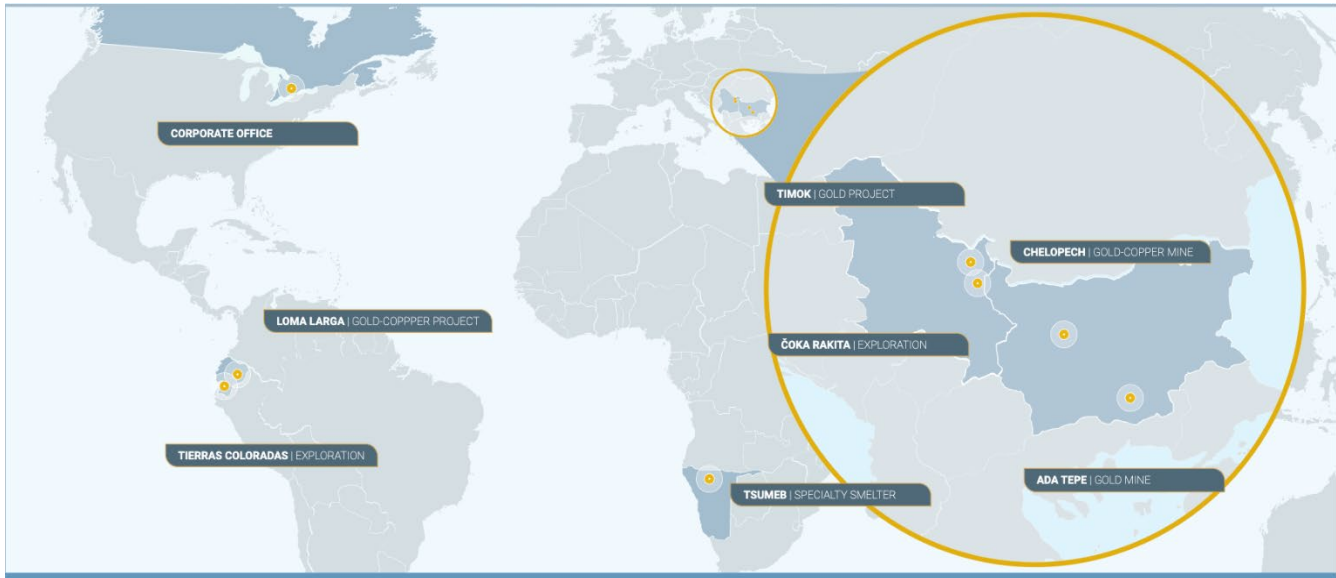 CORPORATE OFFICE
TIMOK | GOLD PROJECT
CHELOPECH | GOLD-COPPER MINE
LOMA LARGA | GOLD-COPPPER PROJECT
ČOKA RAKITA | EXPLORATION
TIERRAS COLORADAS | EXPLORATION
ADA TEPE | GOLD MINE
TSUMEB | SPECIALTY SMELTER